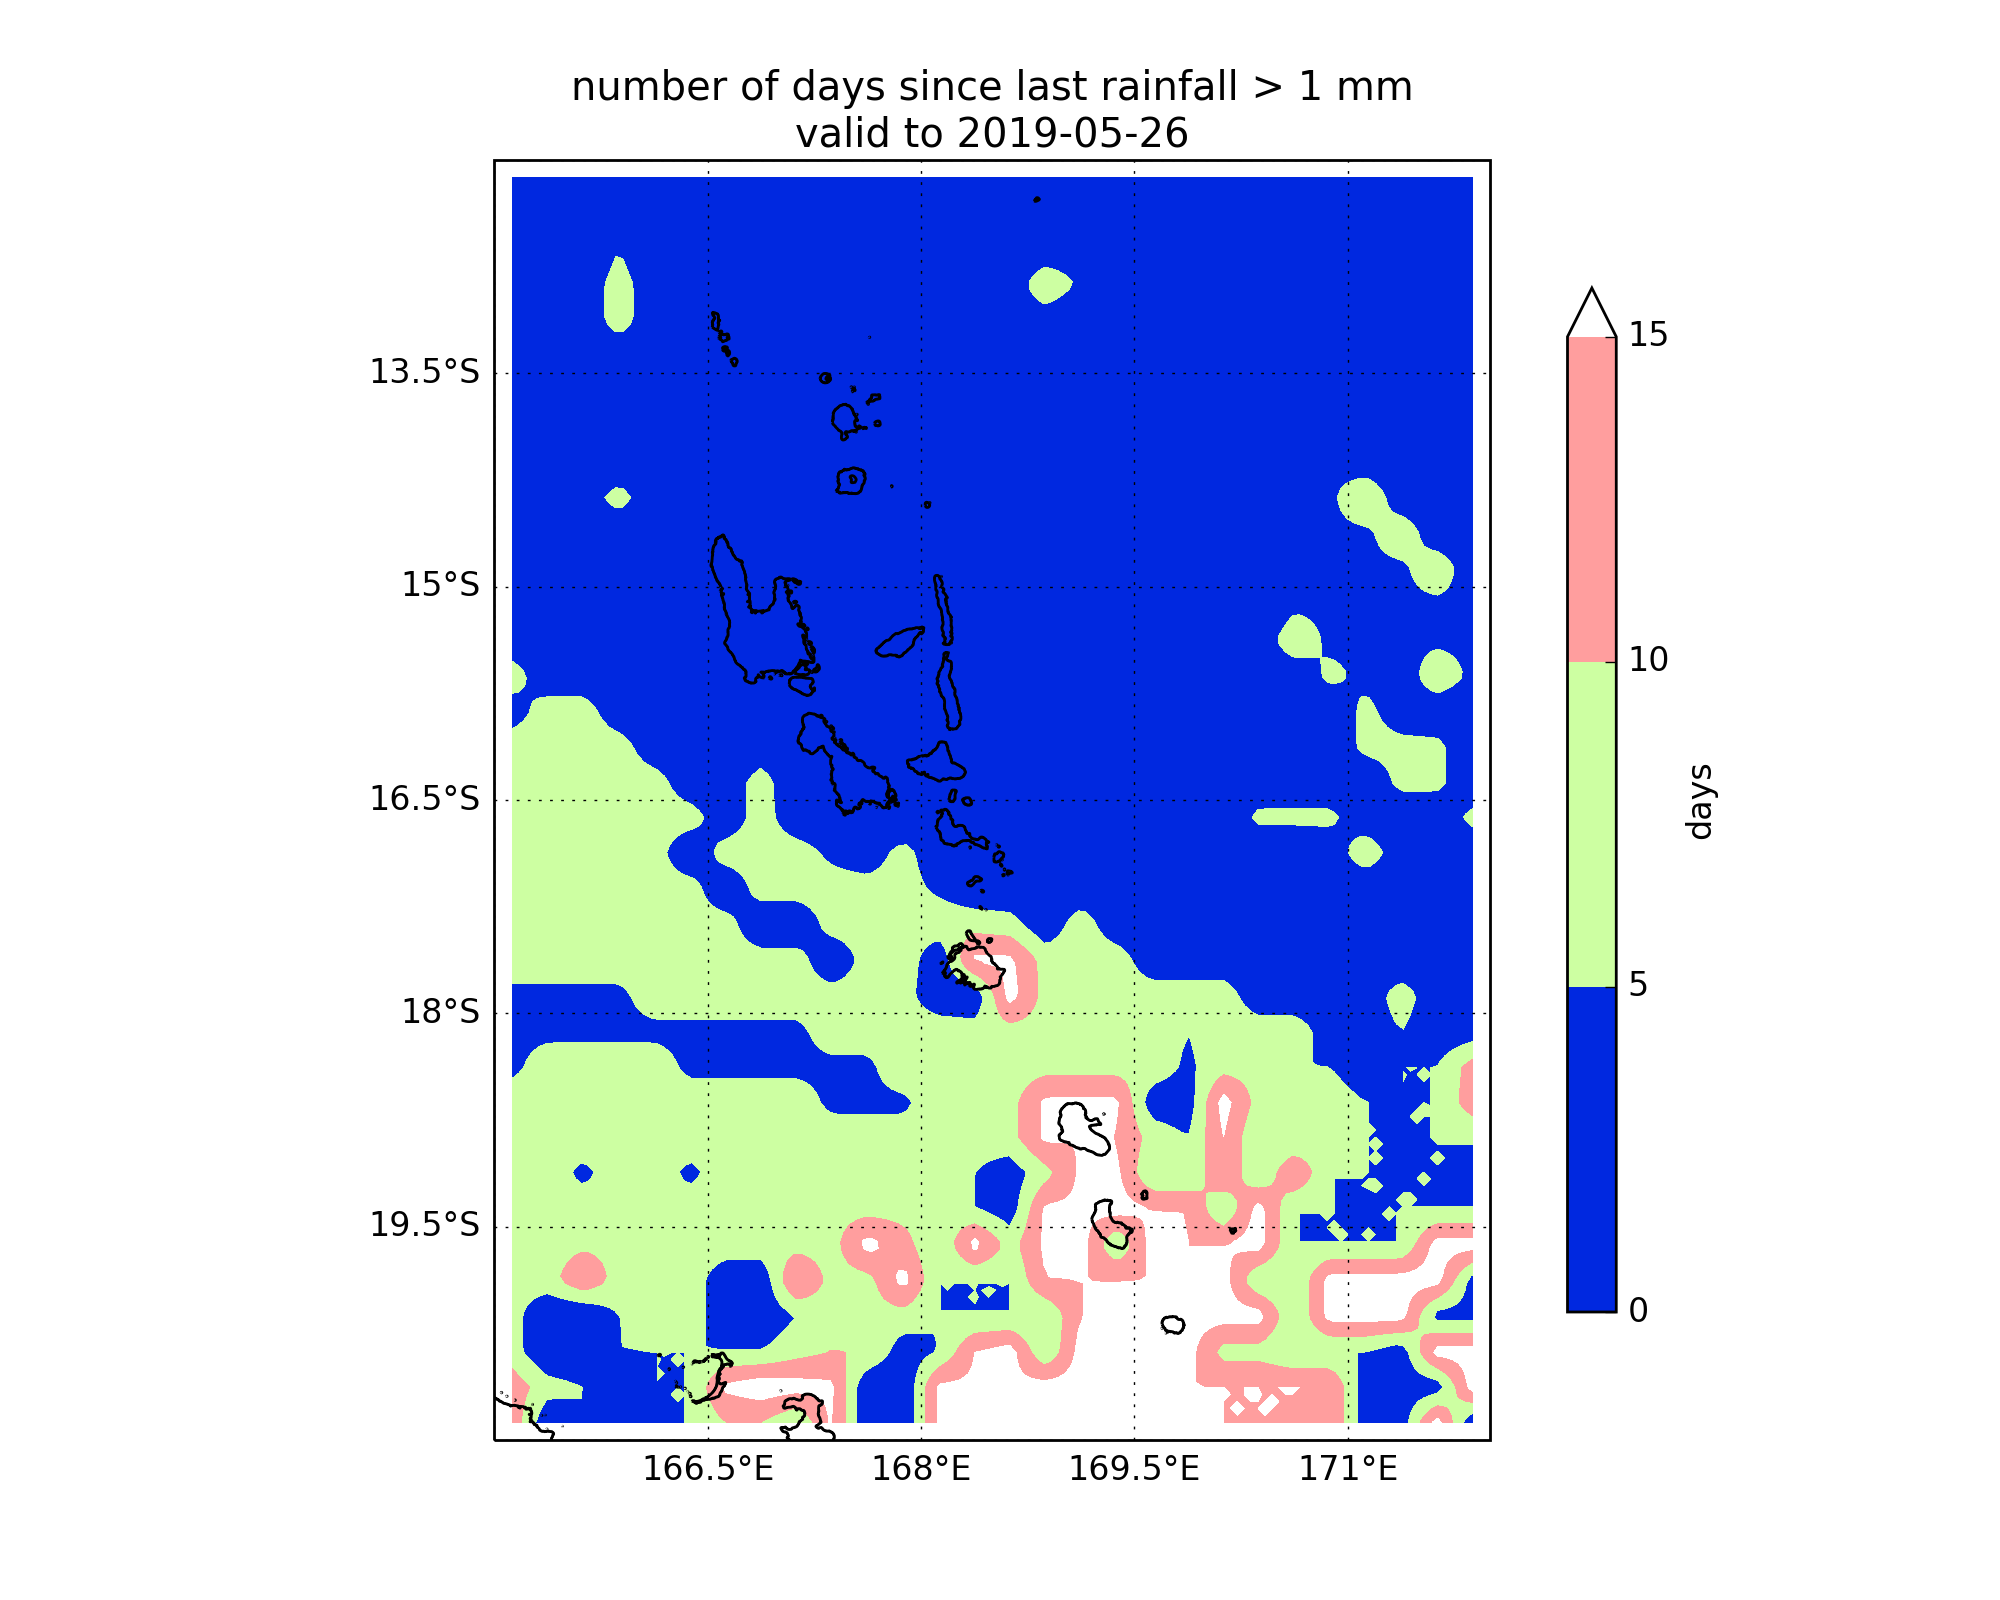 number of days since last rainfall > 1 mm
valid to 2019-05-26
13.5°S
15°S
16.5°S
18°S
19.5°S
166.5°E
168°E
169.5°E
171°E
15
10
5
0
days